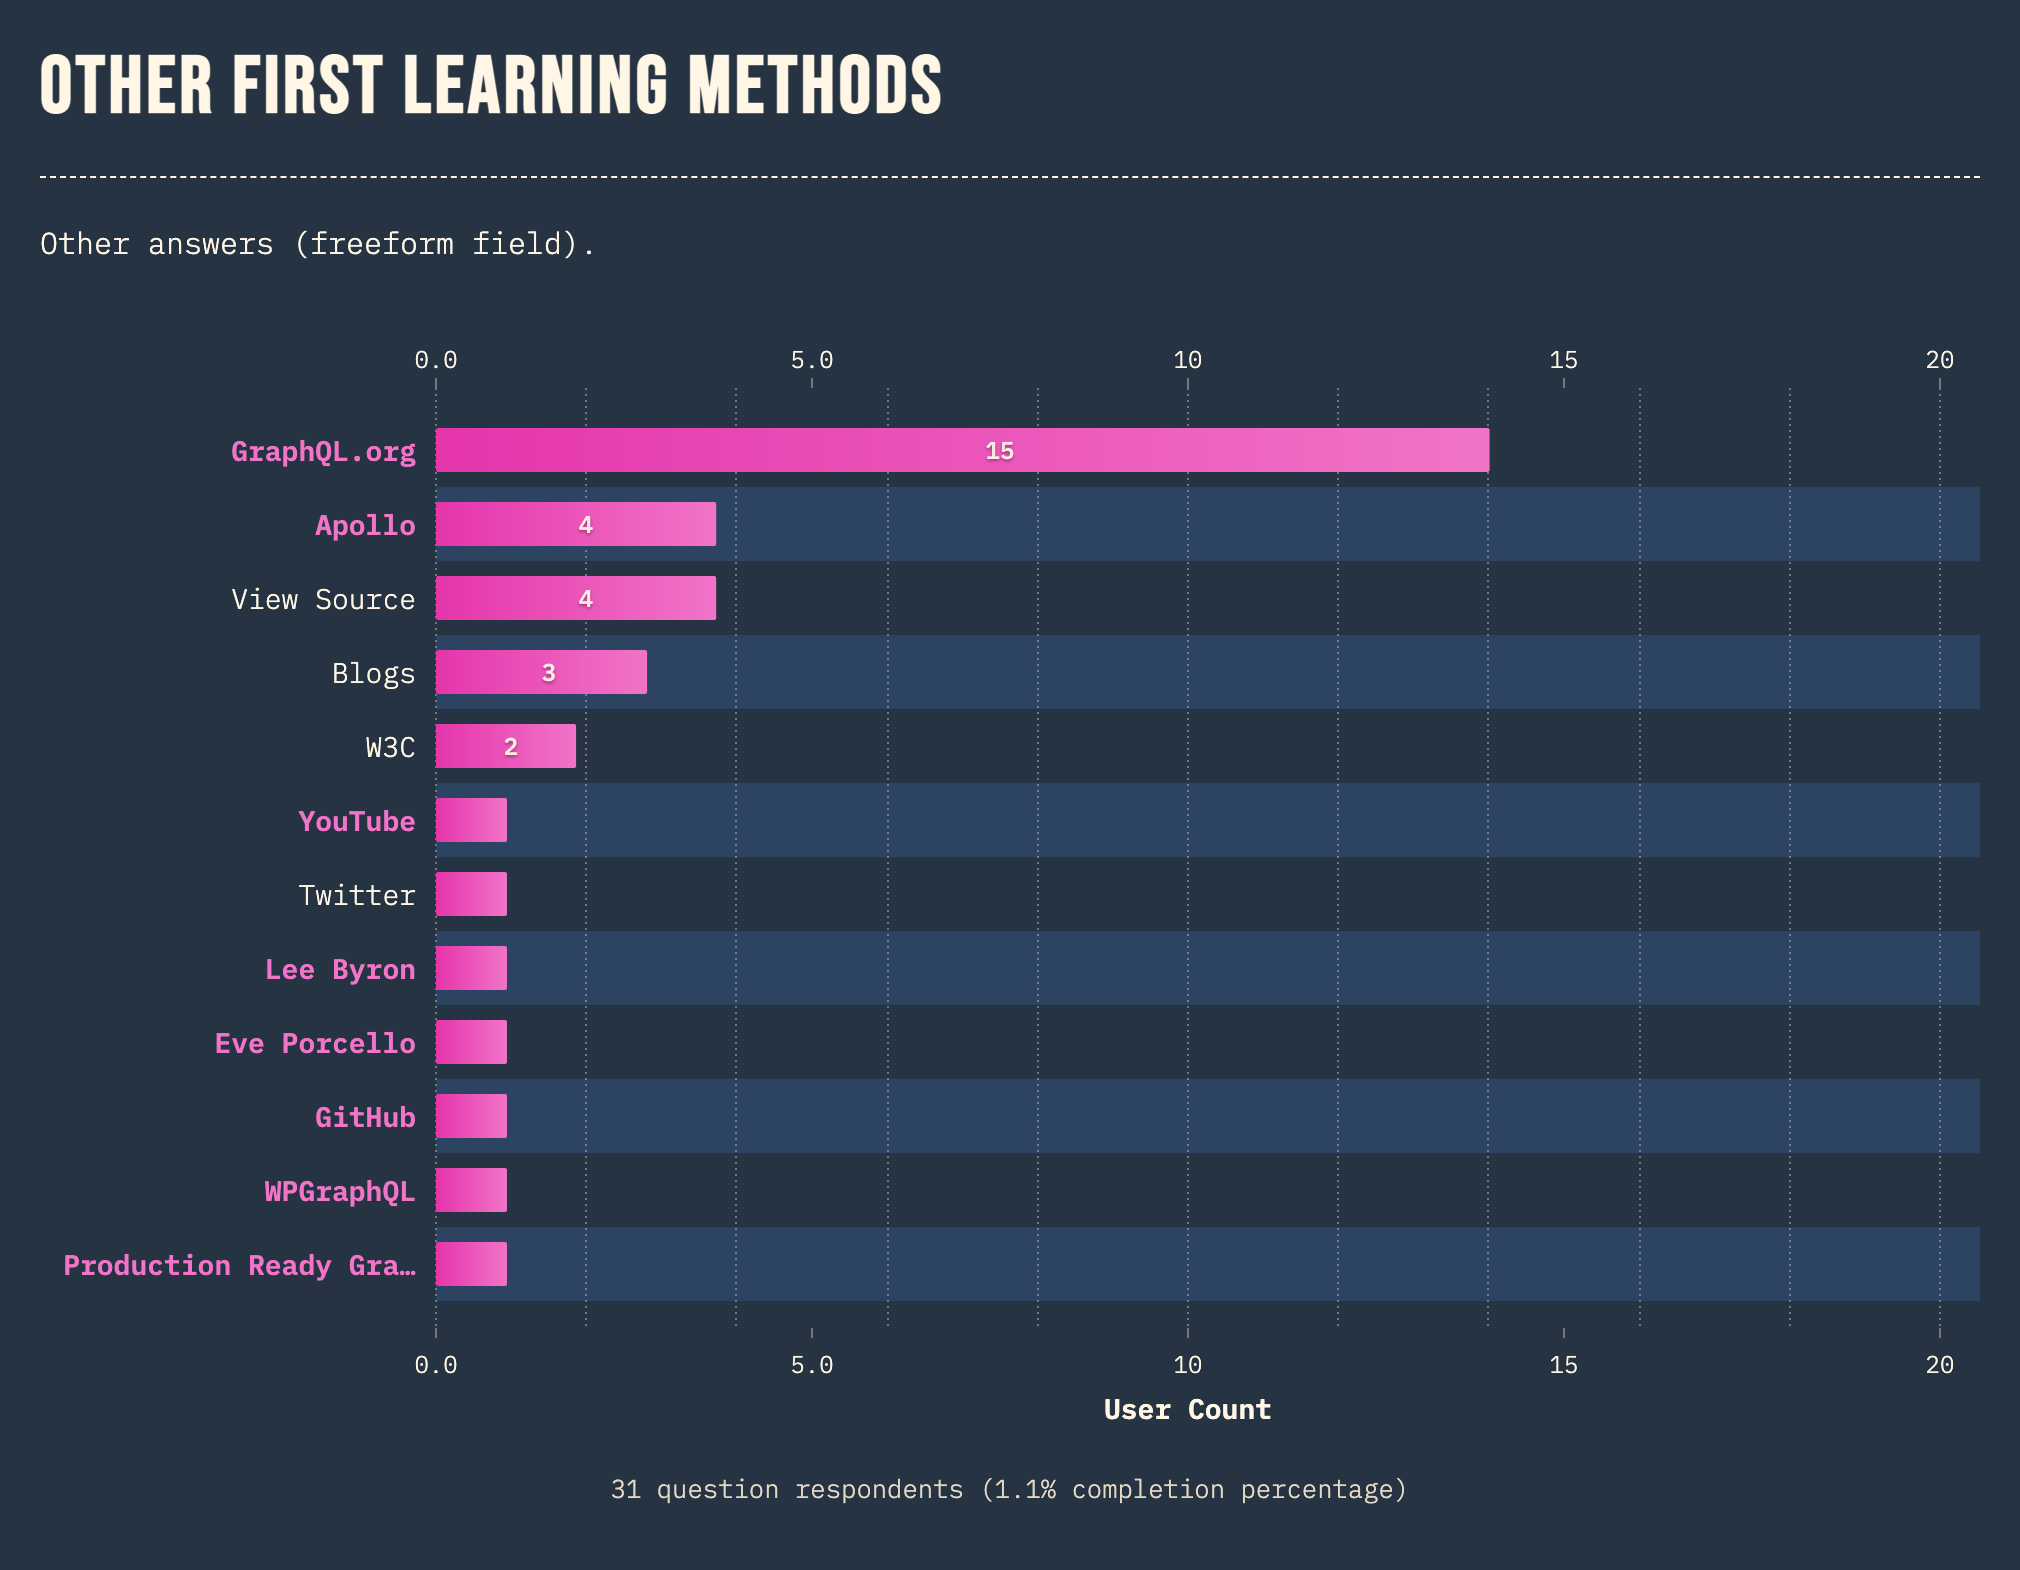 OTHER FIRST LEARNING METHODS
Other answers (freeform field).
0.0 5.0 10 15 20
GraphQL.org 15
Apollo 4
View Source 4
Blogs 3
W3C 2
YouTube
Twitter
Lee Byron
Eve Porcello
GitHub
WPGraphQL
Production Ready Gra…
0.0 5.0 10 15 20
User Count
31 question respondents (1.1% completion percentage)